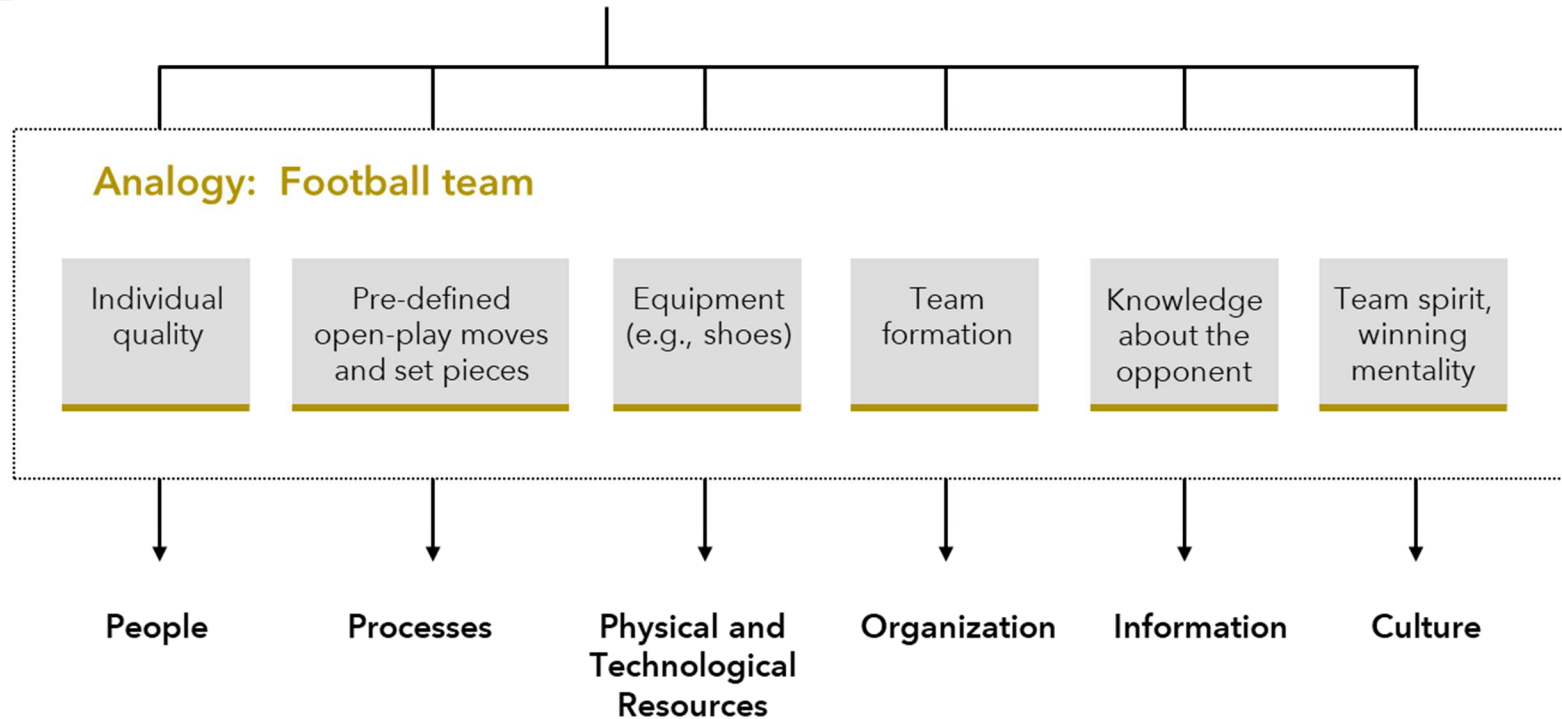 Analogy: Football team
Individual
quality
Pre-defined
open-play moves
and set pieces
Equipment
(e.g., shoes)
Team
formation
Knowledge
about the
opponent
Team spirit,
winning
mentality
People
Processes
Physical and
Technological
Resources
Organization
Information
Culture